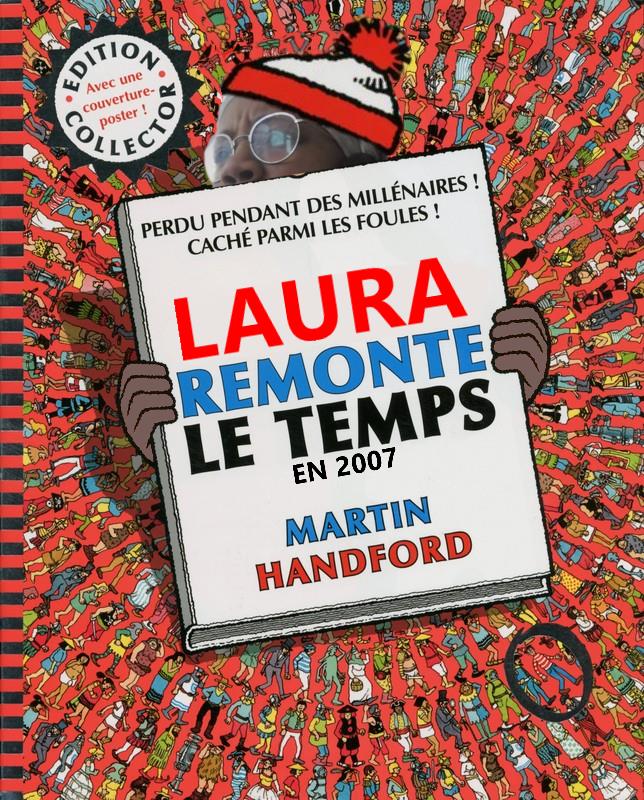 EDITION
Avec une
couverture-
poster !
COLLECTOR
PERDU PENDANT DES MILLÉNAIRES !
CACHÉ PARMI LES FOULES !
LAURA
REMONTE
LE TEMPS
EN 2007
MARTIN
HANDFORD